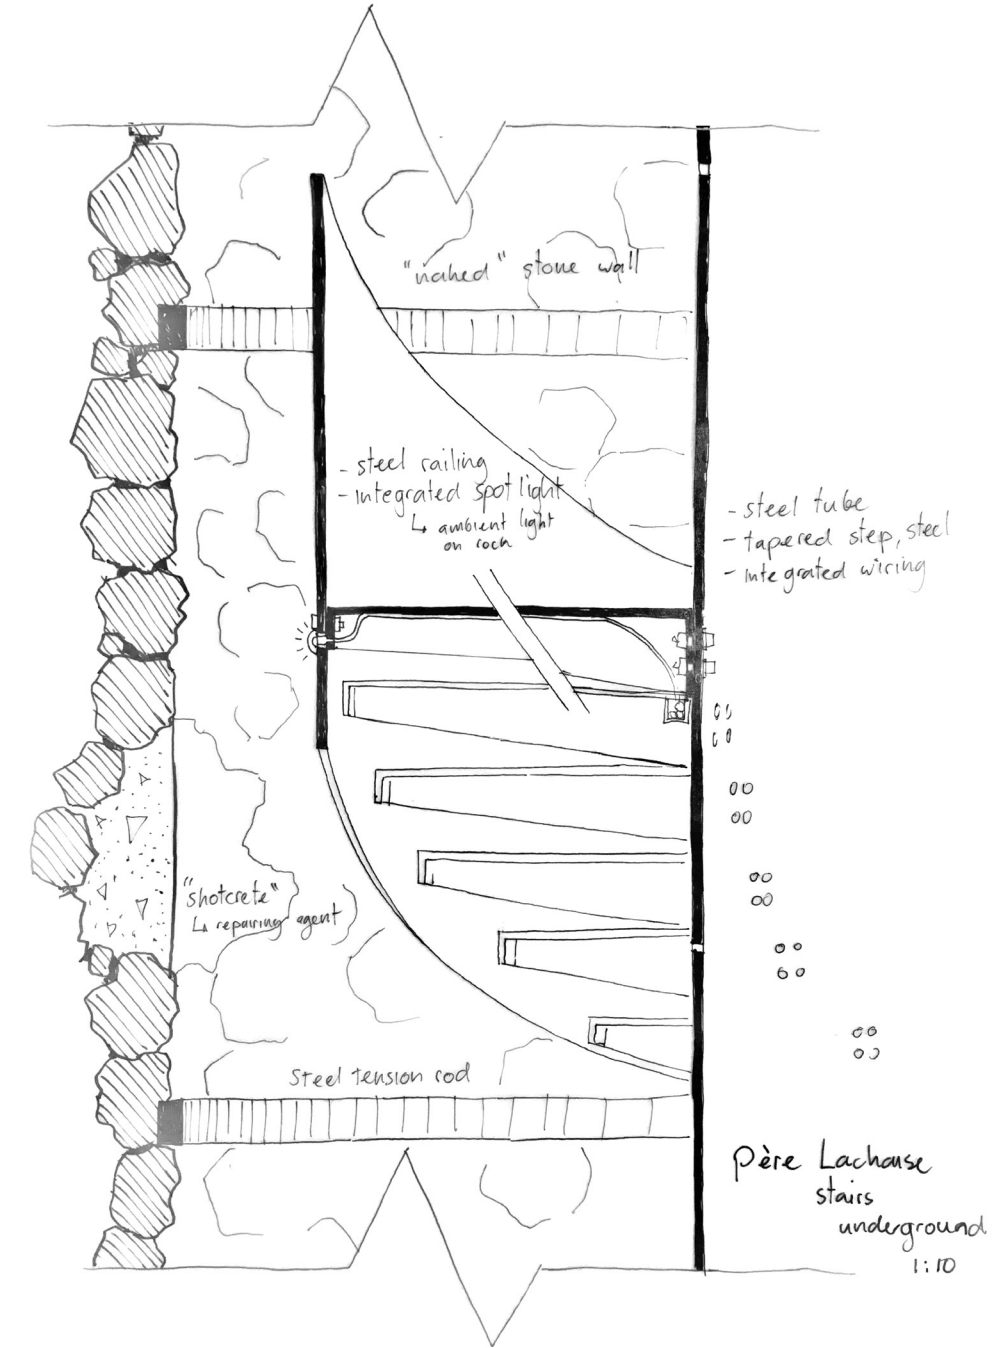 "naked" stone wall
- steel railing
- integrated spot light
↳ ambient light
on rock
- steel tube
- tapered step, steel
- integrated wiring
"shotcrete"
↳ repairing agent
Steel tension rod
Père Lachaise
stairs
underground
1:10